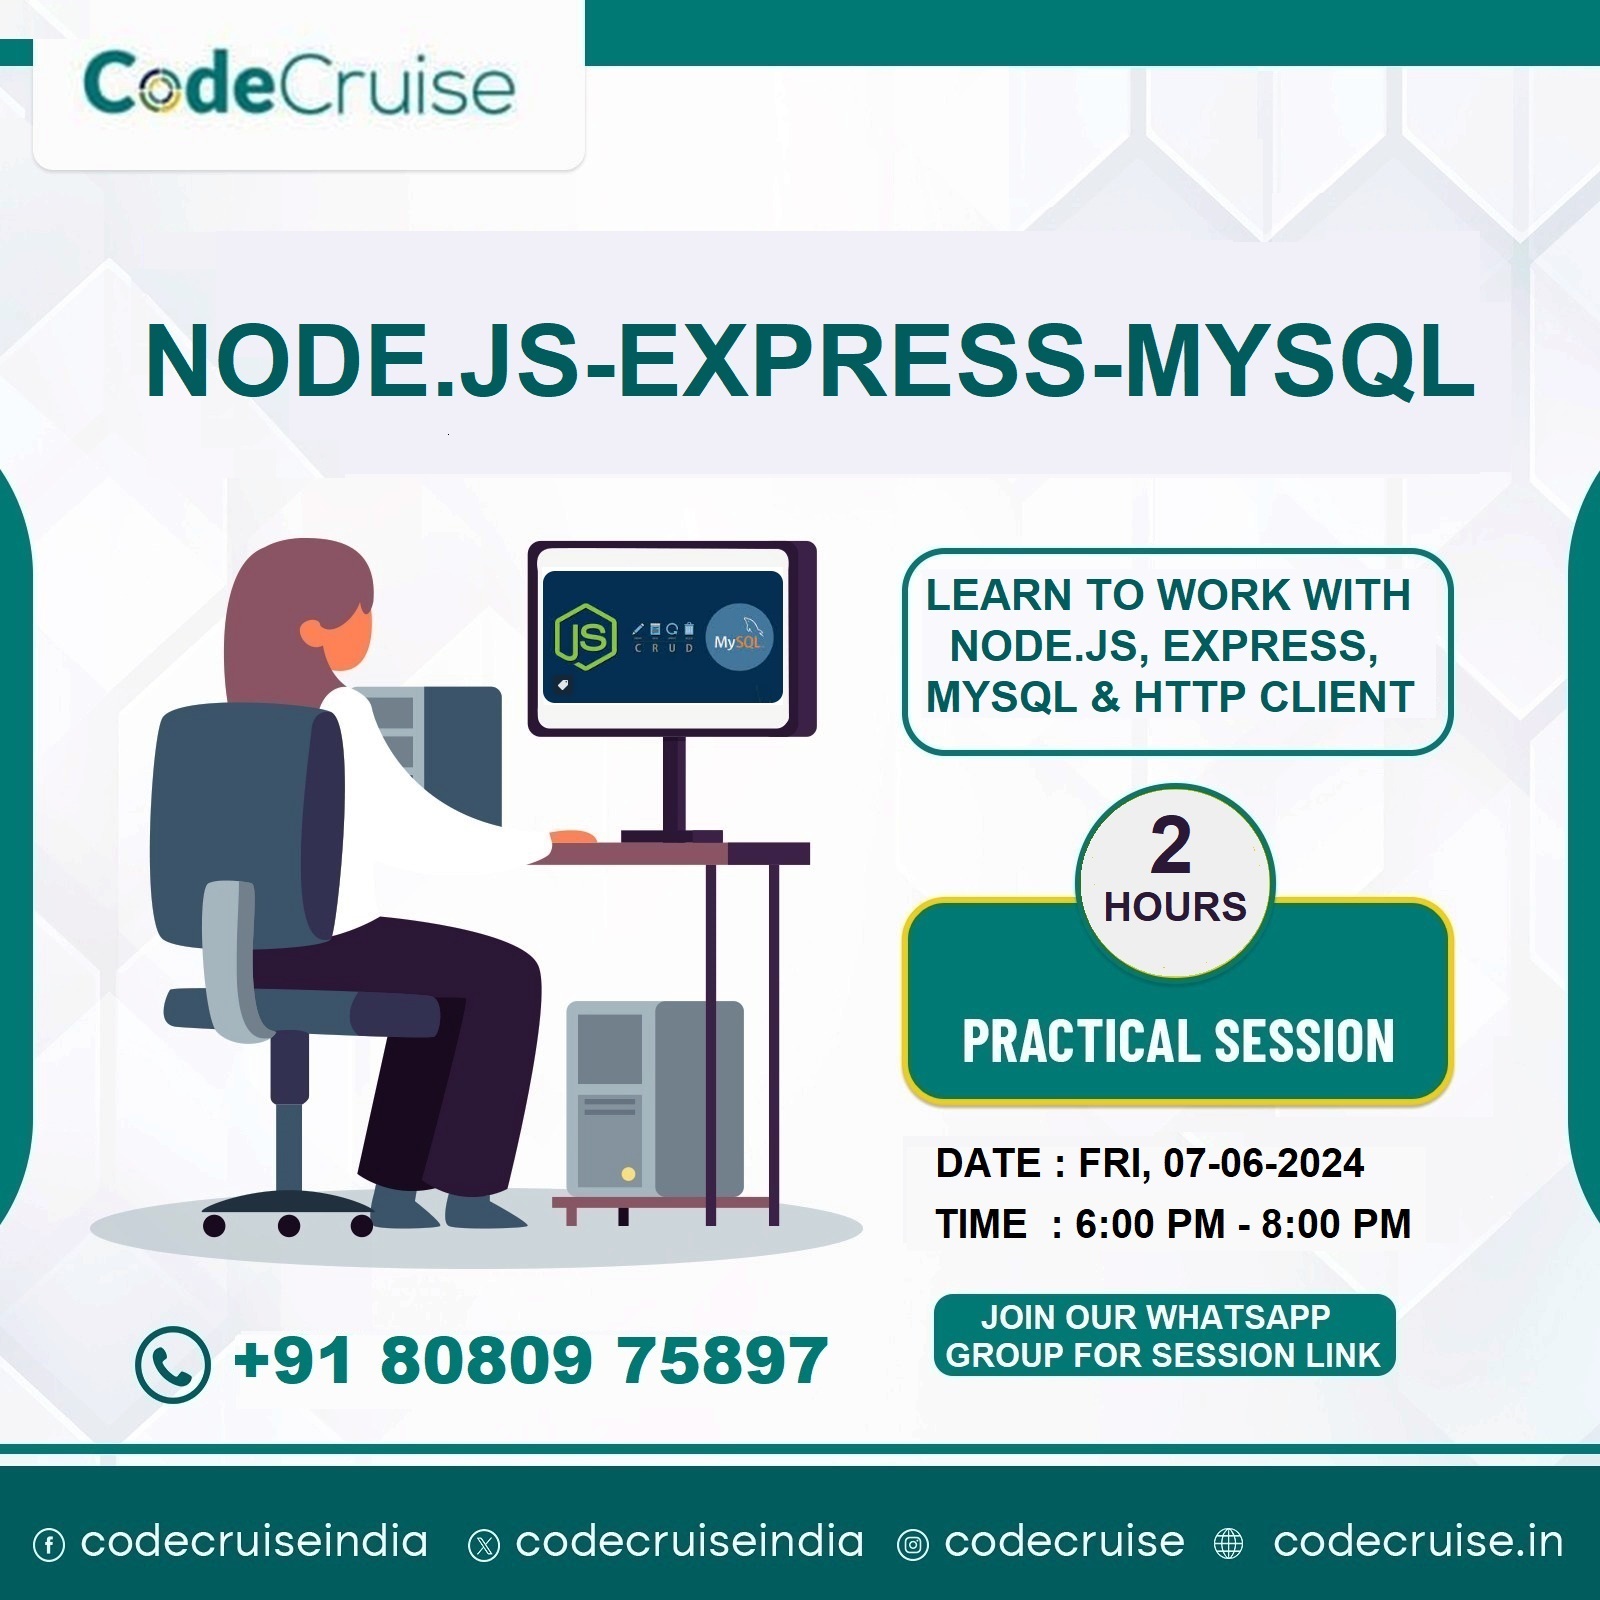 CodeCruise
NODE.JS-EXPRESS-MYSQL
JS
C R U D
MySQL
LEARN TO WORK WITH
NODE.JS, EXPRESS,
MYSQL & HTTP CLIENT
2
HOURS
PRACTICAL SESSION
DATE : FRI, 07-06-2024
TIME : 6:00 PM - 8:00 PM
JOIN OUR WHATSAPP
GROUP FOR SESSION LINK
+91 80809 75897
codecruiseindia codecruiseindia codecruise codecruise.in